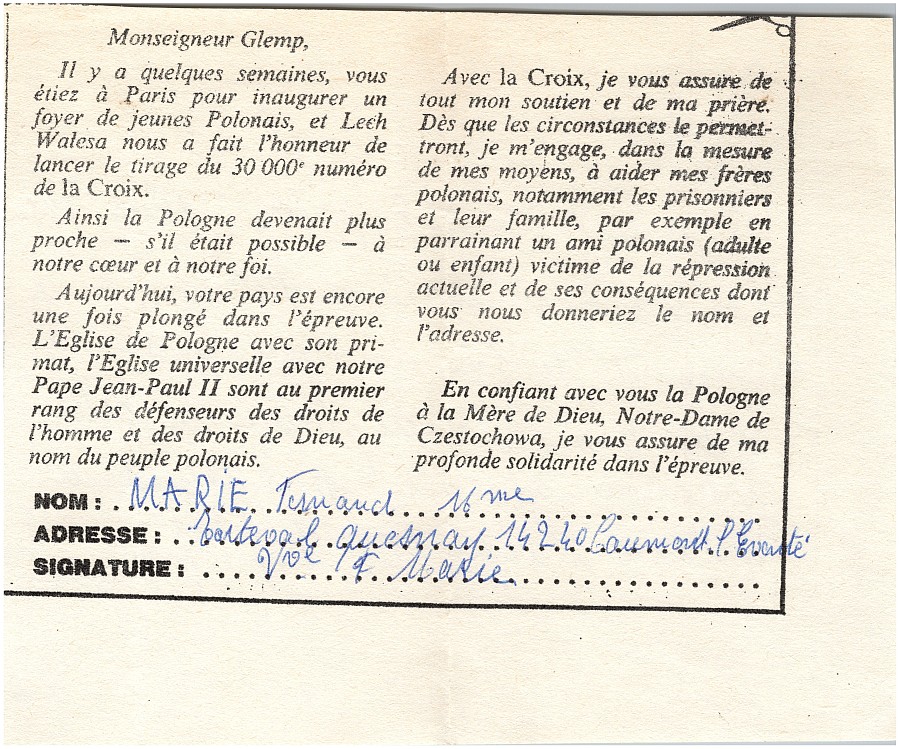 Monseigneur Glemp,
Il y a quelques semaines, vous
étiez à Paris pour inaugurer un
foyer de jeunes Polonais, et Lech
Walesa nous a fait l'honneur de
lancer le tirage du 30 000e numéro
de la Croix.
Ainsi la Pologne devenait plus
proche — s'il était possible — à
notre cœur et à notre foi.
Aujourd'hui, votre pays est encore
une fois plongé dans l'épreuve.
L'Eglise de Pologne avec son pri-
mat, l'Eglise universelle avec notre
Pape Jean-Paul II sont au premier
rang des défenseurs des droits de
l'homme et des droits de Dieu, au
nom du peuple polonais.
Avec la Croix, je vous assure de
tout mon soutien et de ma prière.
Dès que les circonstances le permet-
tront, je m'engage, dans la mesure
de mes moyens, à aider mes frères
polonais, notamment les prisonniers
et leur famille, par exemple en
parrainant un ami polonais (adulte
ou enfant) victime de la répression
actuelle et de ses conséquences dont
vous nous donneriez le nom et
l'adresse.
En confiant avec vous la Pologne
à la Mère de Dieu, Notre-Dame de
Czestochowa, je vous assure de ma
profonde solidarité dans l'épreuve.
NOM : MARIE Fernand Mme
ADRESSE : Torteval Quesnay 14240 Caumont l'Eventé
SIGNATURE : Vve F Marie